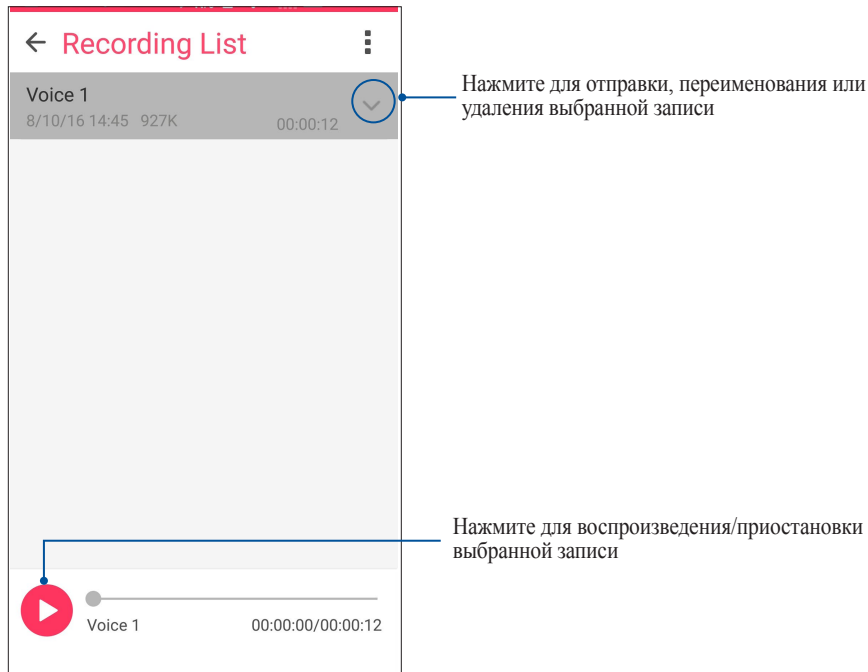 Recording List
Voice 1
8/10/16 14:45 927K
00:00:12
Нажмите для отправки, переименования или
удаления выбранной записи
Нажмите для воспроизведения/приостановки
выбранной записи
Voice 1
00:00:00/00:00:12